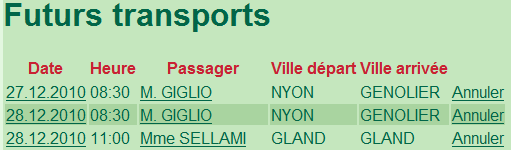 Futurs transports
Date Heure Passager Ville départ Ville arrivée
27.12.2010 08:30 M. GIGLIO NYON GENOLIER Annuler
28.12.2010 08:30 M. GIGLIO NYON GENOLIER Annuler
28.12.2010 11:00 Mme SELLAMI GLAND GLAND Annuler